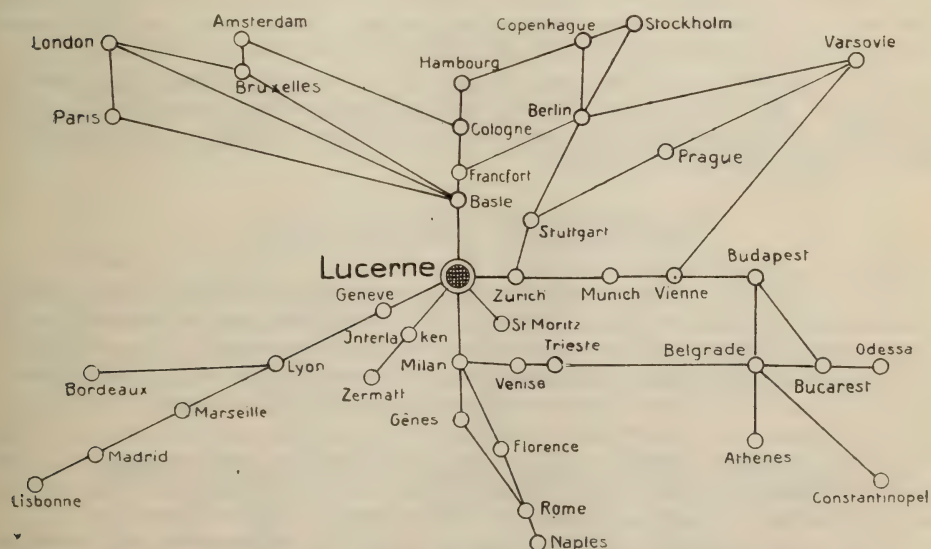 Amsterdam
Copenhague
Stockholm
London
Varsovie
Hambourg
Bruxelles
Berlin
Paris
Cologne
Prague
Francfort
Basle
Stuttgart
Lucerne
Budapest
Geneve
Zurich
Munich
Vienne
St Moritz
Interlaken
Trieste
Milan
Venise
Belgrade
Odessa
Lyon
Bordeaux
Zermatt
Bucarest
Marseille
Gênes
Florence
Madrid
Athenes
Lisbonne
Constantinopel
Rome
Naples